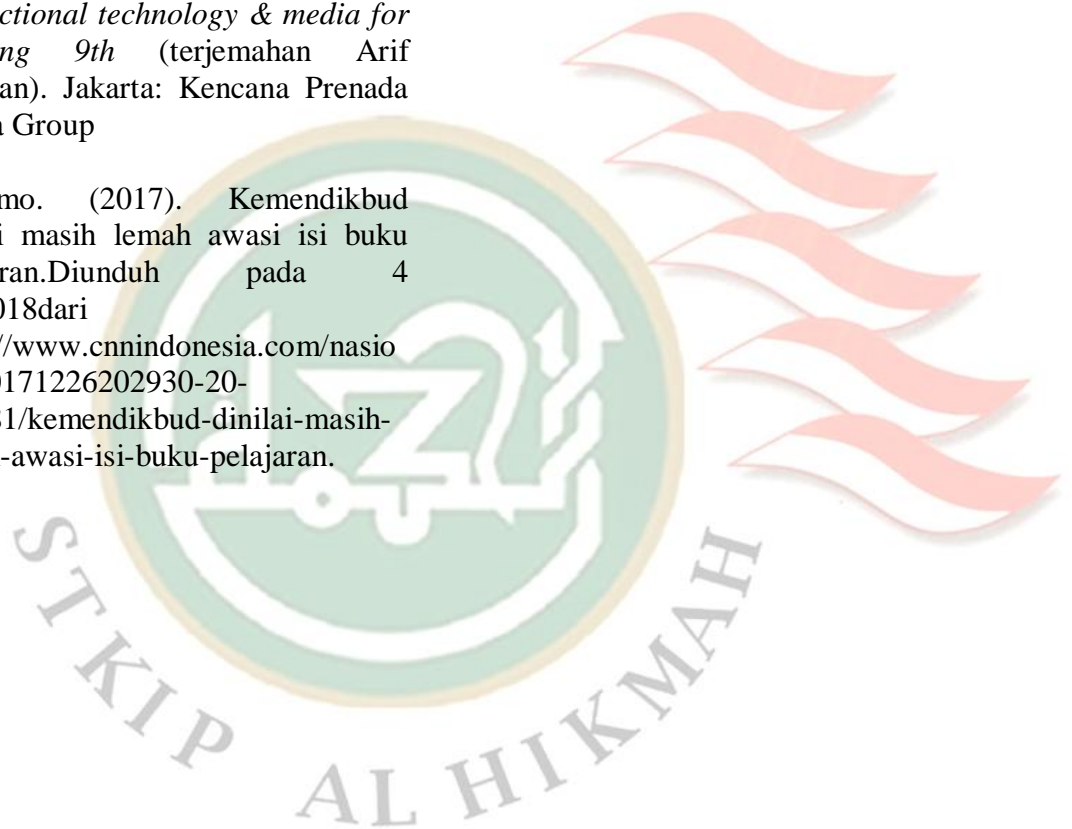 ctional technology & media for
ng 9th (terjemahan Arif
an). Jakarta: Kencana Prenada
a Group
mo. (2017). Kemendikbud
i masih lemah awasi isi buku
ran.Diunduh pada 4
018dari
//www.cnnindonesia.com/nasio
0171226202930-20-
31/kemendikbud-dinilai-masih-
-awasi-isi-buku-pelajaran.
STKIP AL HIKMAH